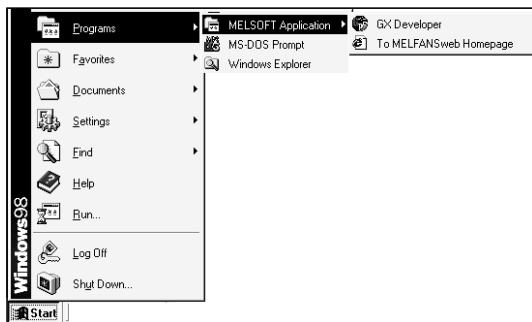 Programs
Favorites
Documents
Settings
Find
Help
Run...
Log Off
Shut Down...
Windows98
Start
MELSOFT Application
MS-DOS Prompt
Windows Explorer
GX Developer
To MELFANSweb Homepage